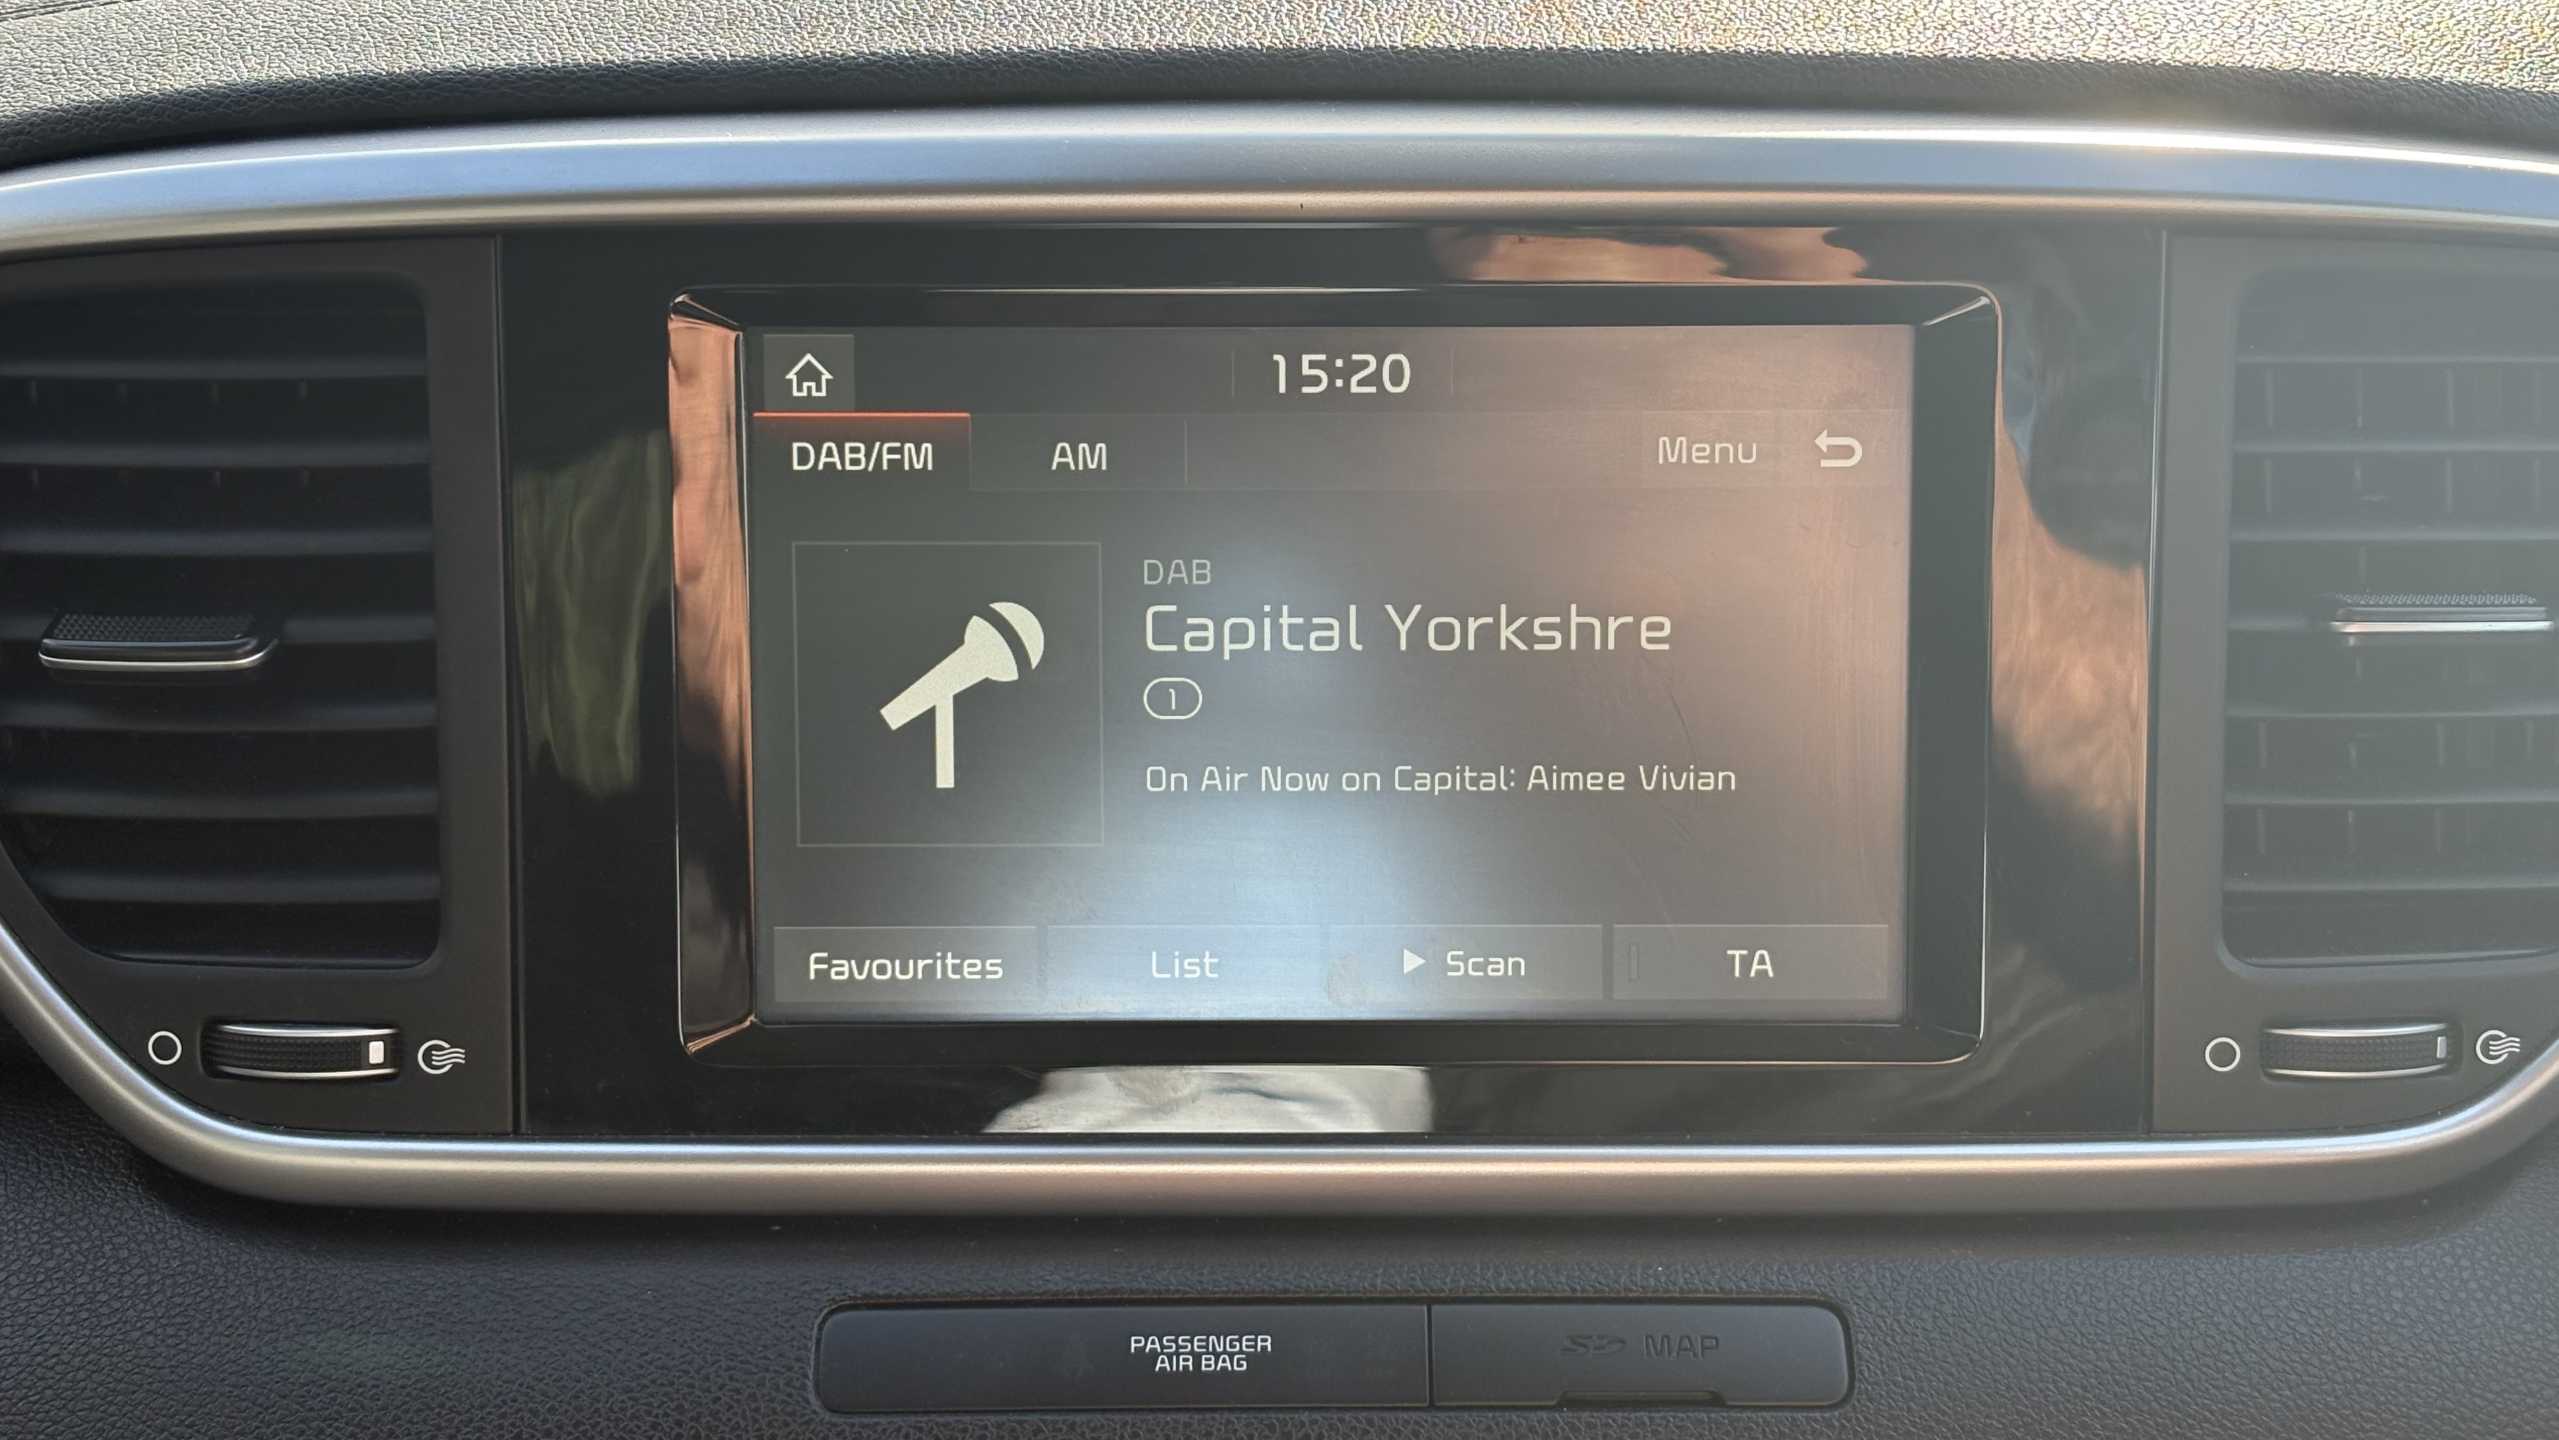 15:20
DAB/FM AM Menu
DAB
Capital Yorkshre
1
On Air Now on Capital: Aimee Vivian
Favourites List Scan TA
PASSENGER
AIR BAG
SD MAP